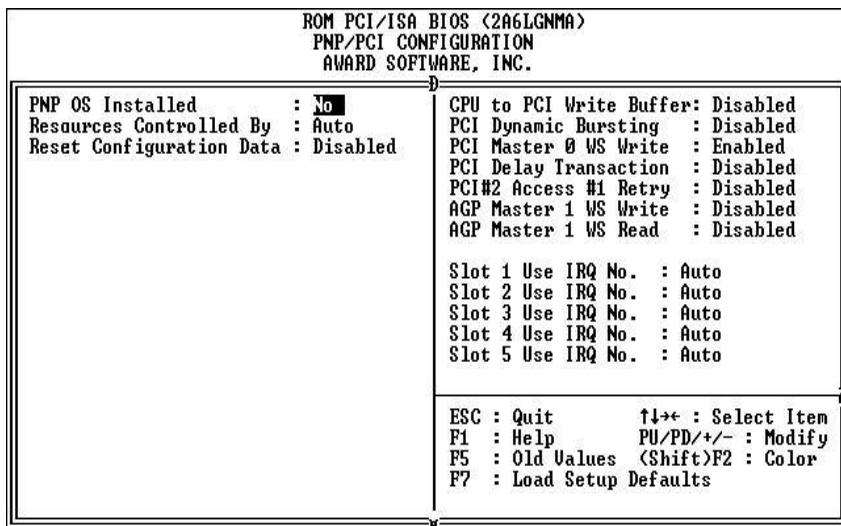 ROM PCI/ISA BIOS (2A6LGNMA)
PNP/PCI CONFIGURATION
AWARD SOFTWARE, INC.
PNP OS Installed : No
Resources Controlled By : Auto
Reset Configuration Data : Disabled
CPU to PCI Write Buffer: Disabled
PCI Dynamic Bursting : Disabled
PCI Master 0 WS Write : Enabled
PCI Delay Transaction : Disabled
PCI#2 Access #1 Retry : Disabled
AGP Master 1 WS Write : Disabled
AGP Master 1 WS Read : Disabled
Slot 1 Use IRQ No. : Auto
Slot 2 Use IRQ No. : Auto
Slot 3 Use IRQ No. : Auto
Slot 4 Use IRQ No. : Auto
Slot 5 Use IRQ No. : Auto
ESC : Quit ↑↓→← : Select Item
F1 : Help PU/PD/+/- : Modify
F5 : Old Values (Shift)F2 : Color
F7 : Load Setup Defaults